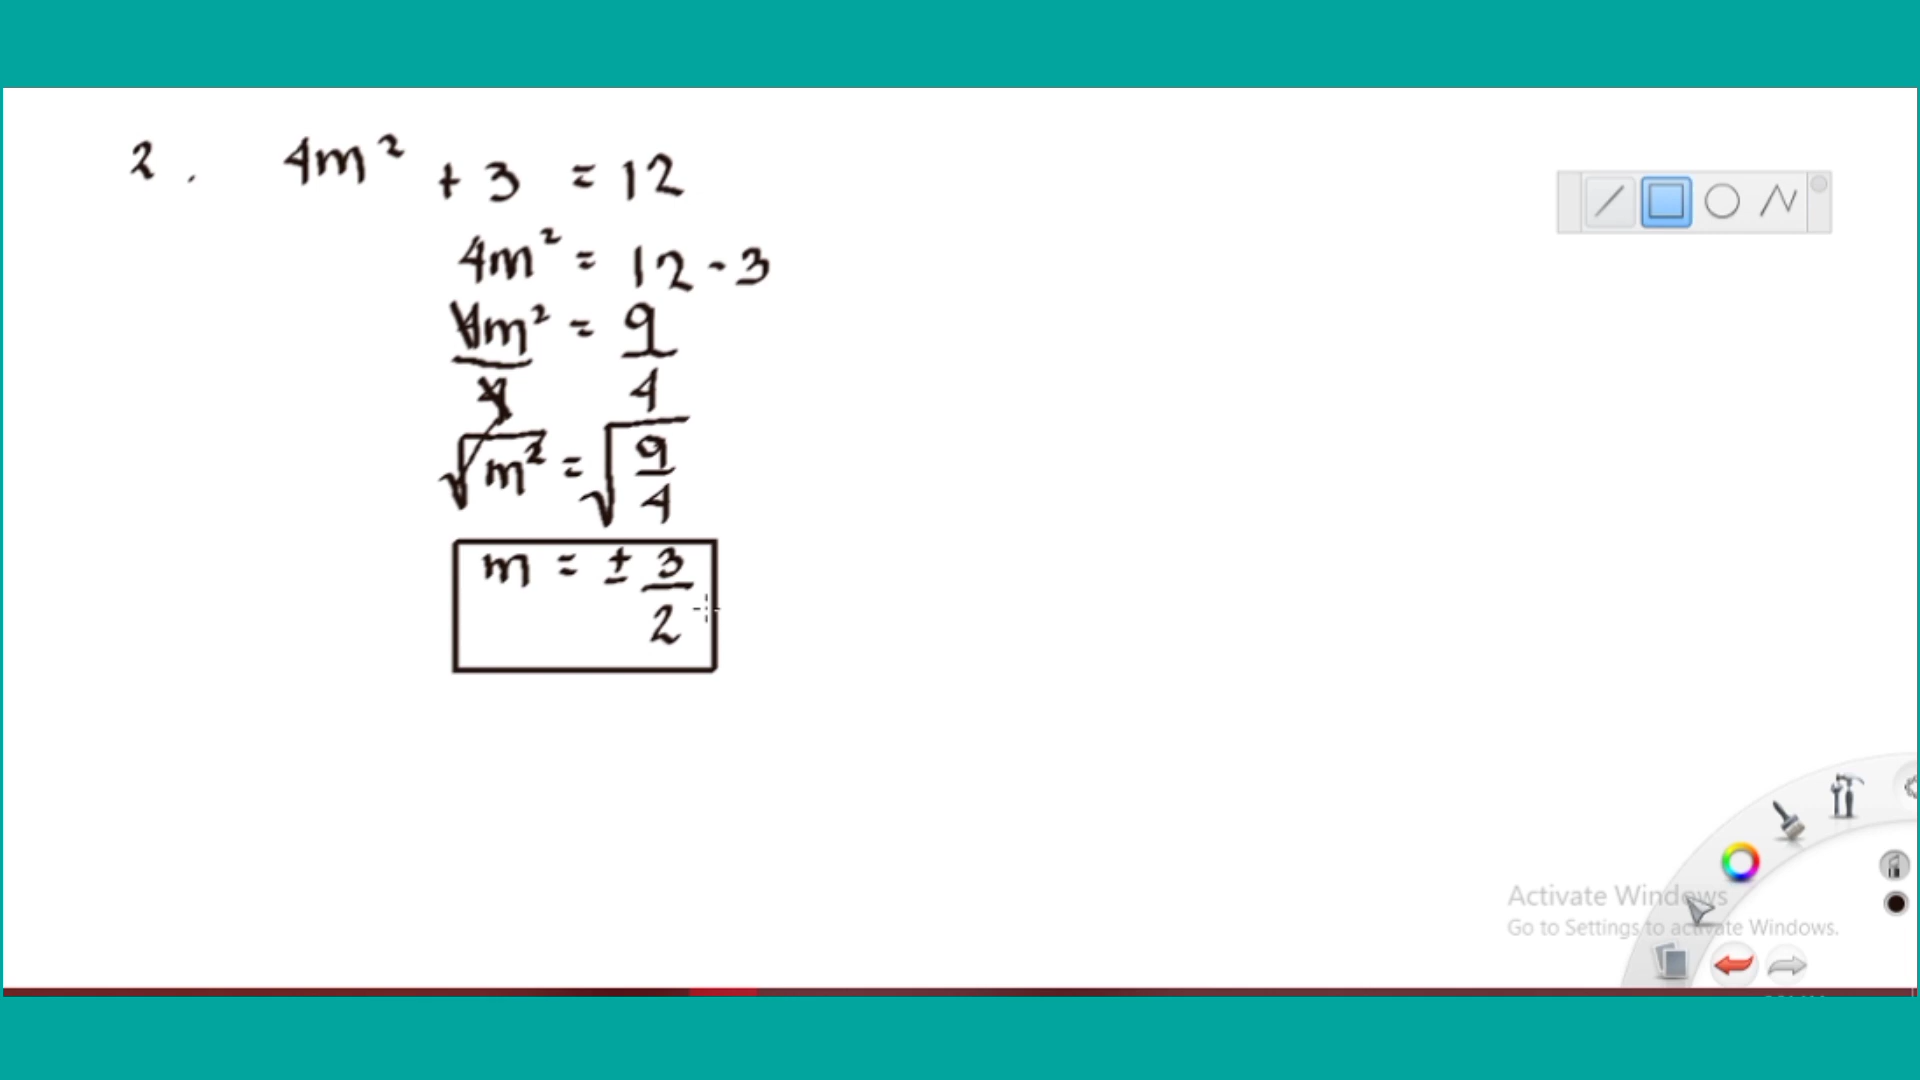 2. 4m² + 3 = 12
4m² = 12 - 3
4m²/4 = 9/4
√m² = √9/4
m = ± 3/2
Activate Windows
Go to Settings to activate Windows.